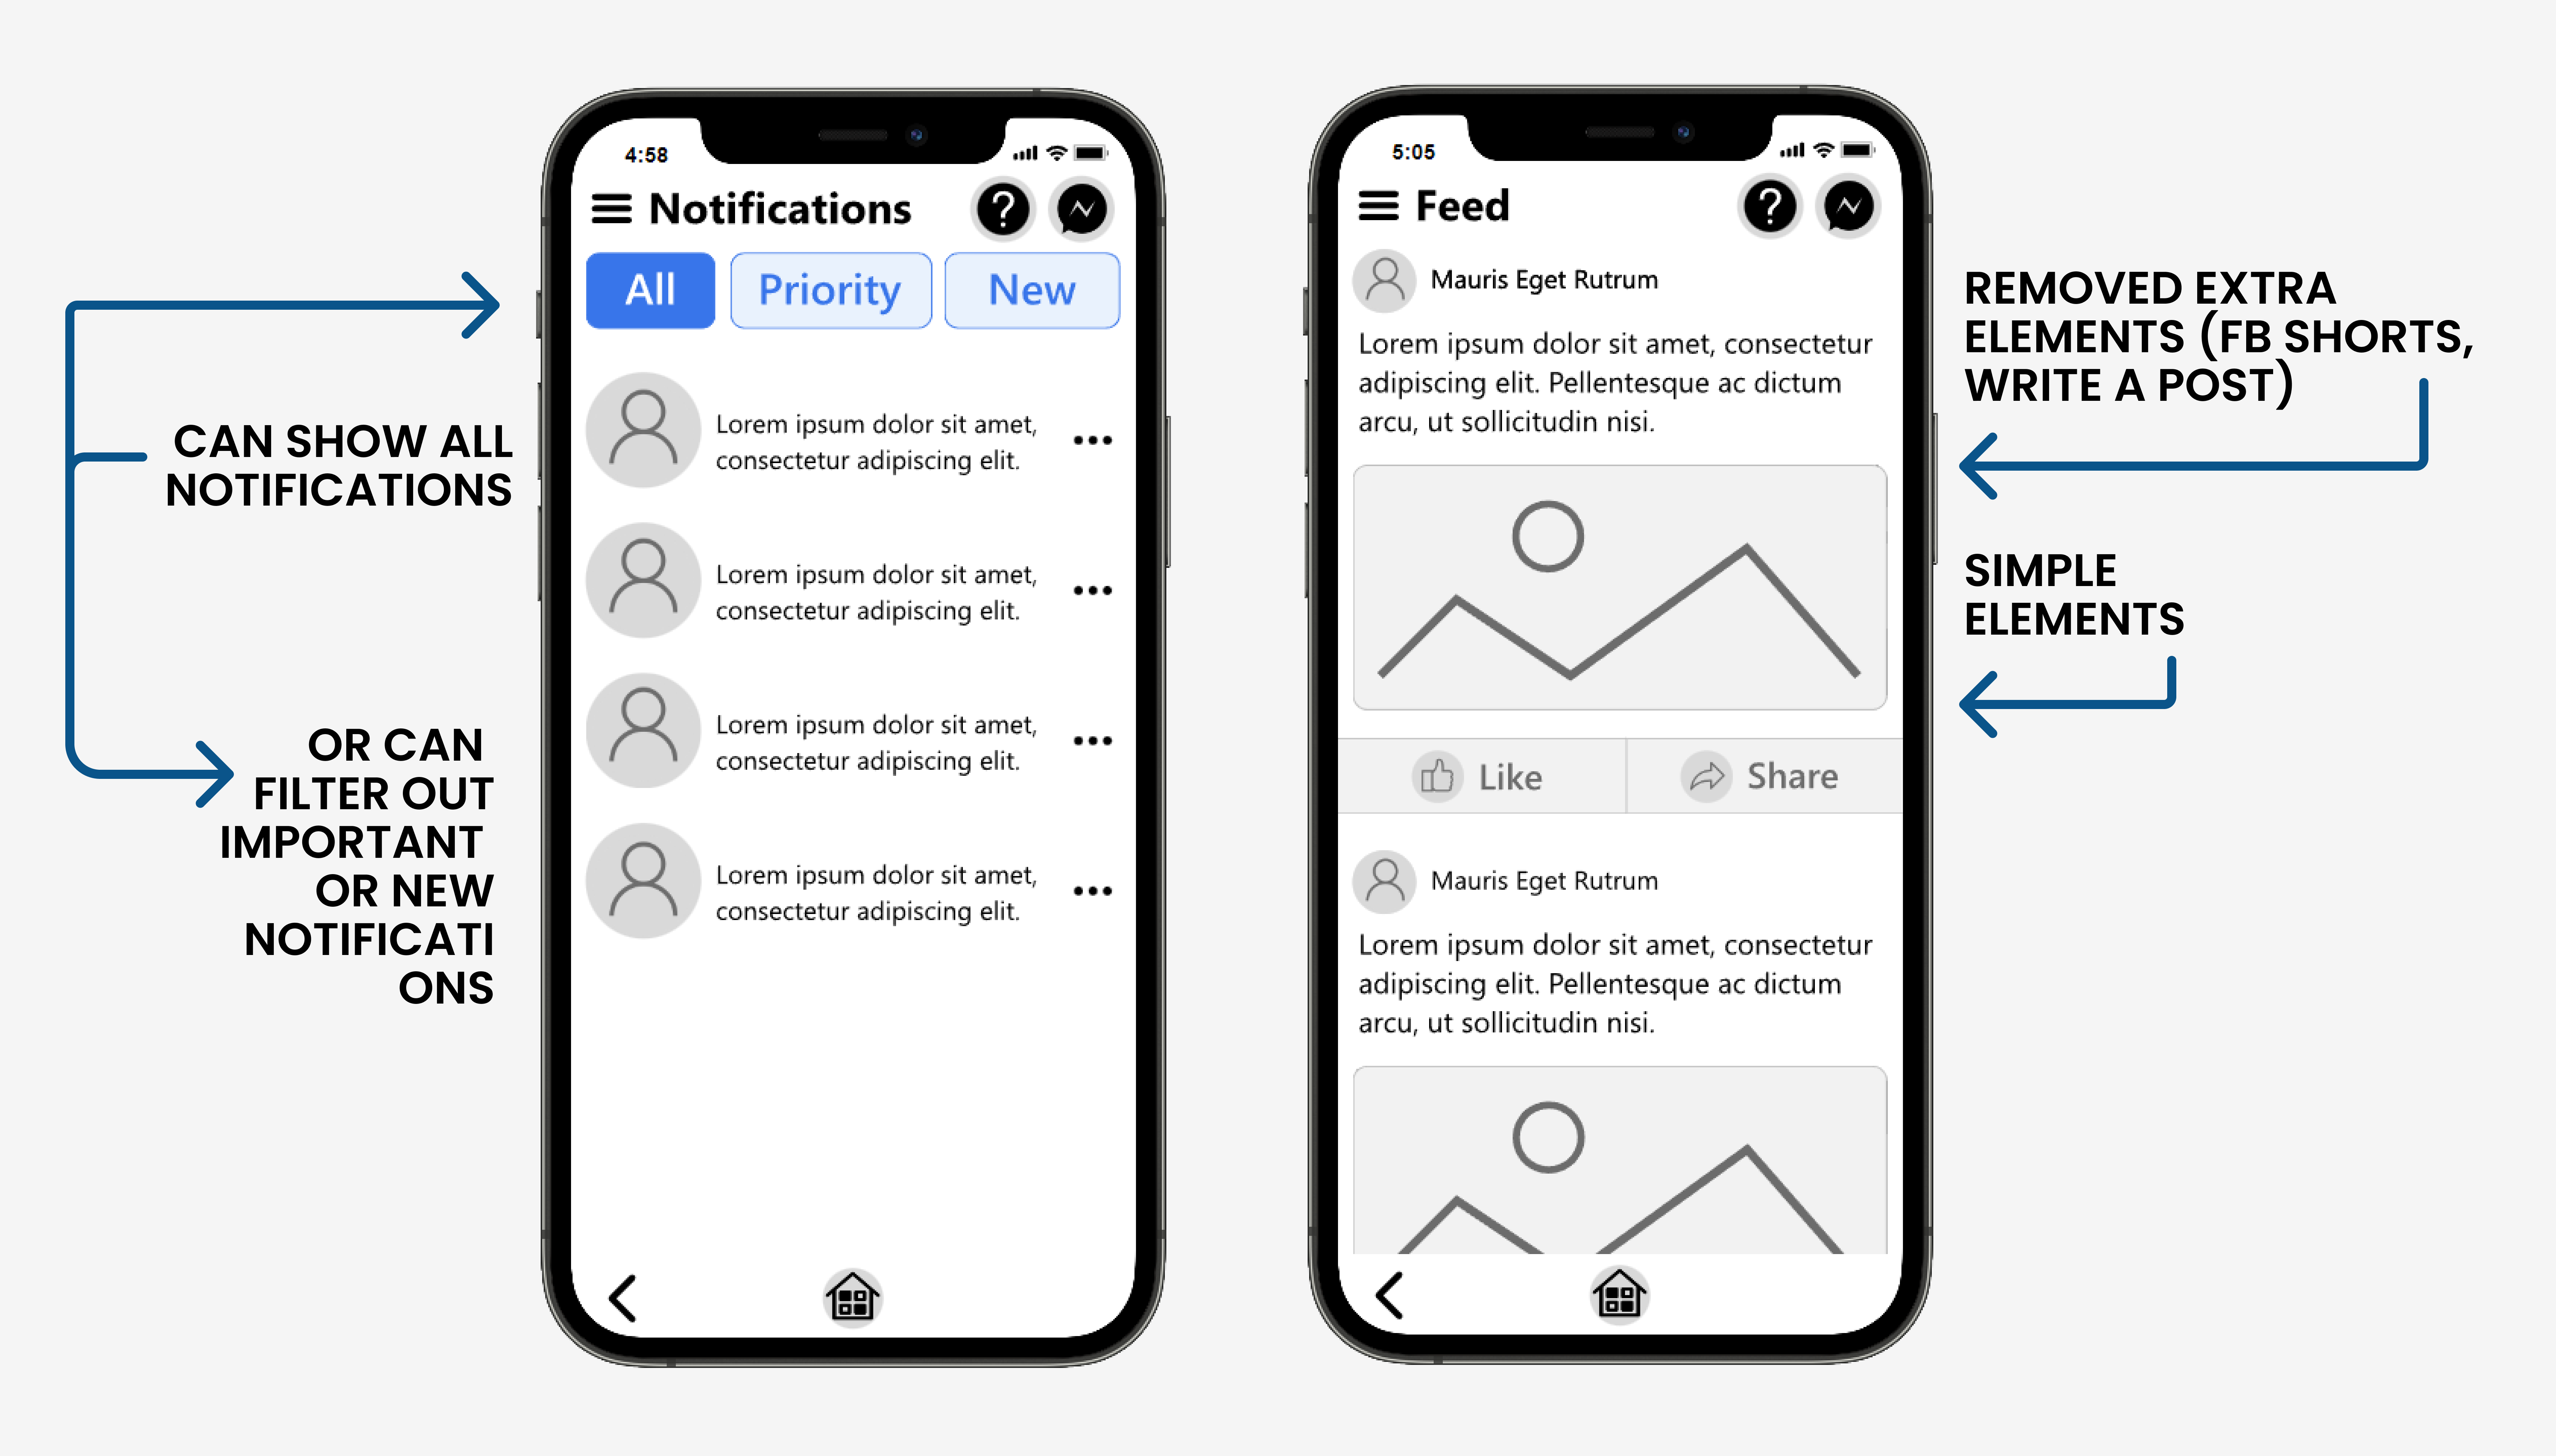 CAN SHOW ALL
NOTIFICATIONS
OR CAN
FILTER OUT
IMPORTANT
OR NEW
NOTIFICATI
ONS
4:58
Notifications
?
All
Priority
New
Lorem ipsum dolor sit amet,
consectetur adipiscing elit.
Lorem ipsum dolor sit amet,
consectetur adipiscing elit.
Lorem ipsum dolor sit amet,
consectetur adipiscing elit.
Lorem ipsum dolor sit amet,
consectetur adipiscing elit.
5:05
Feed
?
Mauris Eget Rutrum
Lorem ipsum dolor sit amet, consectetur
adipiscing elit. Pellentesque ac dictum
arcu, ut sollicitudin nisi.
Like
Share
Mauris Eget Rutrum
Lorem ipsum dolor sit amet, consectetur
adipiscing elit. Pellentesque ac dictum
arcu, ut sollicitudin nisi.
REMOVED EXTRA
ELEMENTS (FB SHORTS,
WRITE A POST)
SIMPLE
ELEMENTS